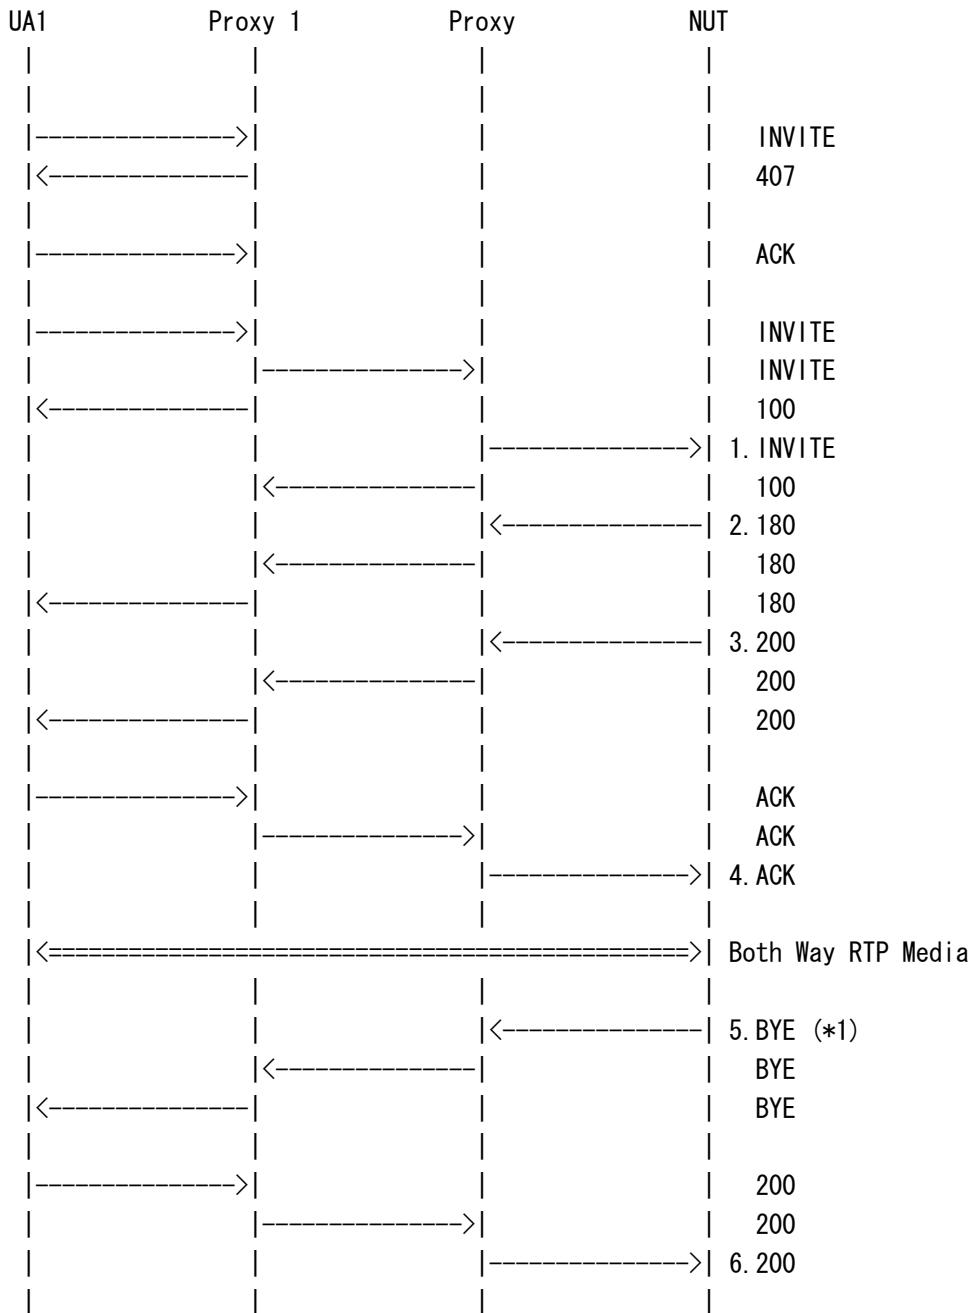 UA1 Proxy 1 Proxy NUT
INVITE
407
ACK
INVITE
INVITE
100
1. INVITE
100
2. 180
180
180
3. 200
200
200
ACK
ACK
4. ACK
Both Way RTP Media
5. BYE (*1)
BYE
BYE
200
200
6. 200